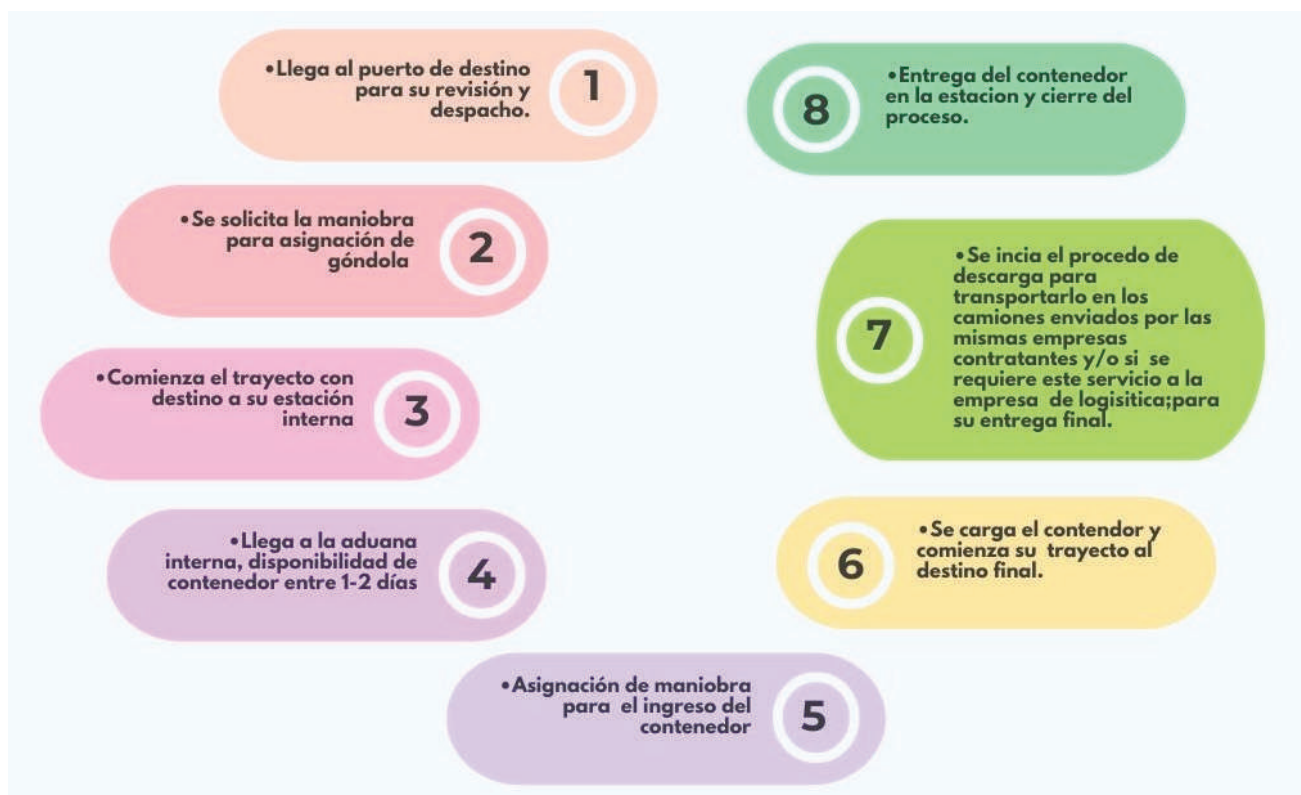 •Llega al puerto de destino
para su revisión y
despacho.
1
•Se solicita la maniobra
para asignación de
góndola
2
•Comienza el trayecto con
destino a su estación
interna
3
•Llega a la aduana
interna, disponibilidad de
contenedor entre 1-2 días
4
•Asignación de maniobra
para el ingreso del
contenedor
5
6
•Se carga el contendor y
comienza su trayecto al
destino final.
7
•Se incia el procedo de
descarga para
transportarlo en los
camiones enviados por las
mismas empresas
contratantes y/o si se
requiere este servicio a la
empresa de logisitica;para
su entrega final.
8
•Entrega del contenedor
en la estacion y cierre del
proceso.